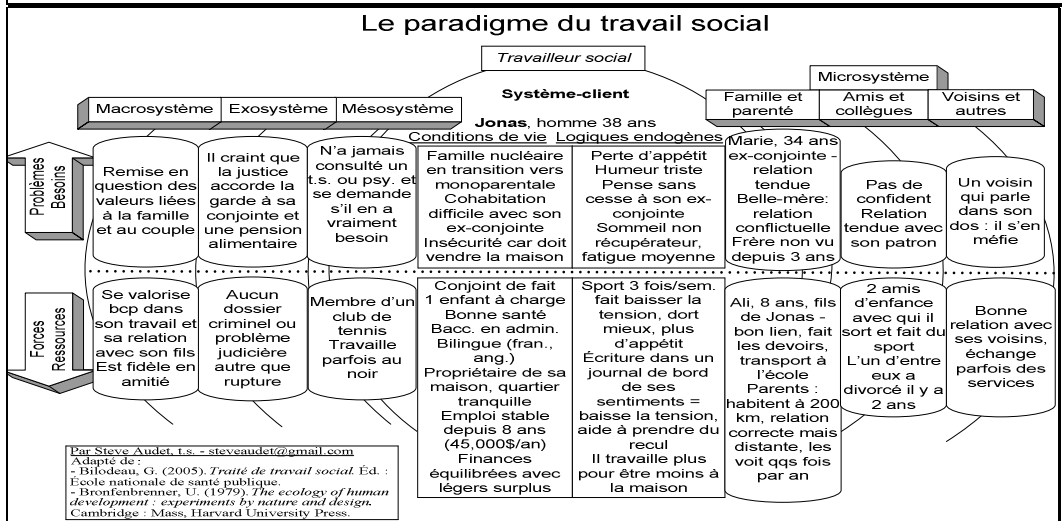 Le paradigme du travail social
Travailleur social
Microsystème
Système-client
Macrosystème
Exosystème
Mésosystème
Famille et
parenté
Amis et
collègues
Voisins et
autres
Jonas, homme 38 ans
Conditions de vie
Logiques endogènes
Problèmes
Besoins
Remise en
question des
valeurs liées
à la famille
et au couple
Il craint que
la justice
accorde la
garde à sa
conjointe et
une pension
alimentaire
N'a jamais
consulté un
t.s. ou psy. et
se demande
s'il en a
vraiment
besoin
Famille nucléaire
en transition vers
monoparentale
Cohabitation
difficile avec son
ex-conjointe
Insécurité car doit
vendre la maison
Perte d'appétit
Humeur triste
Pense sans
cesse à son ex-
conjointe
Sommeil non
récupérateur,
fatigue moyenne
Marie, 34 ans
ex-conjointe -
relation
tendue
Belle-mère:
relation
conflictuelle
Frère non vu
depuis 3 ans
Pas de
confident
Relation
tendue avec
son patron
Un voisin
qui parle
dans son
dos : il s'en
méfie
Forces
Ressources
Se valorise
bcp dans
son travail et
sa relation
avec son fils
Est fidèle en
amitié
Aucun
dossier
criminel ou
problème
judicière
autre que
rupture
Membre d'un
club de
tennis
Travaille
parfois au
noir
Conjoint de fait
1 enfant à charge
Bonne santé
Bacc. en admin.
Bilingue (fran.,
ang.)
Propriétaire de sa
maison, quartier
tranquille
Emploi stable
depuis 8 ans
(45,000$/an)
Finances
équilibrées avec
légers surplus
Sport 3 fois/sem.
fait baisser la
tension, dort
mieux, plus
d'appétit
Écriture dans un
journal de bord
de ses
sentiments =
baisse la tension,
aide à prendre du
recul
Il travaille plus
pour être moins à
la maison
Ali, 8 ans, fils
de Jonas -
bon lien, fait
les devoirs,
transport à
l'école
Parents :
habitent à 200
km, relation
correcte mais
distante, les
voit qqs fois
par an
2 amis
d'enfance
avec qui il
sort et fait du
sport
L'un d'entre
eux a
divorcé il y a
2 ans
Bonne
relation avec
ses voisins,
échange
parfois des
services
Par Steve Audet, t.s. - steveaudet@gmail.com
Adapté de :
- Bilodeau, G. (2005). Traité de travail social. Éd. :
École nationale de santé publique.
- Bronfenbrenner, U. (1979). The ecology of human
development : experiments by nature and design.
Cambridge : Mass, Harvard University Press.